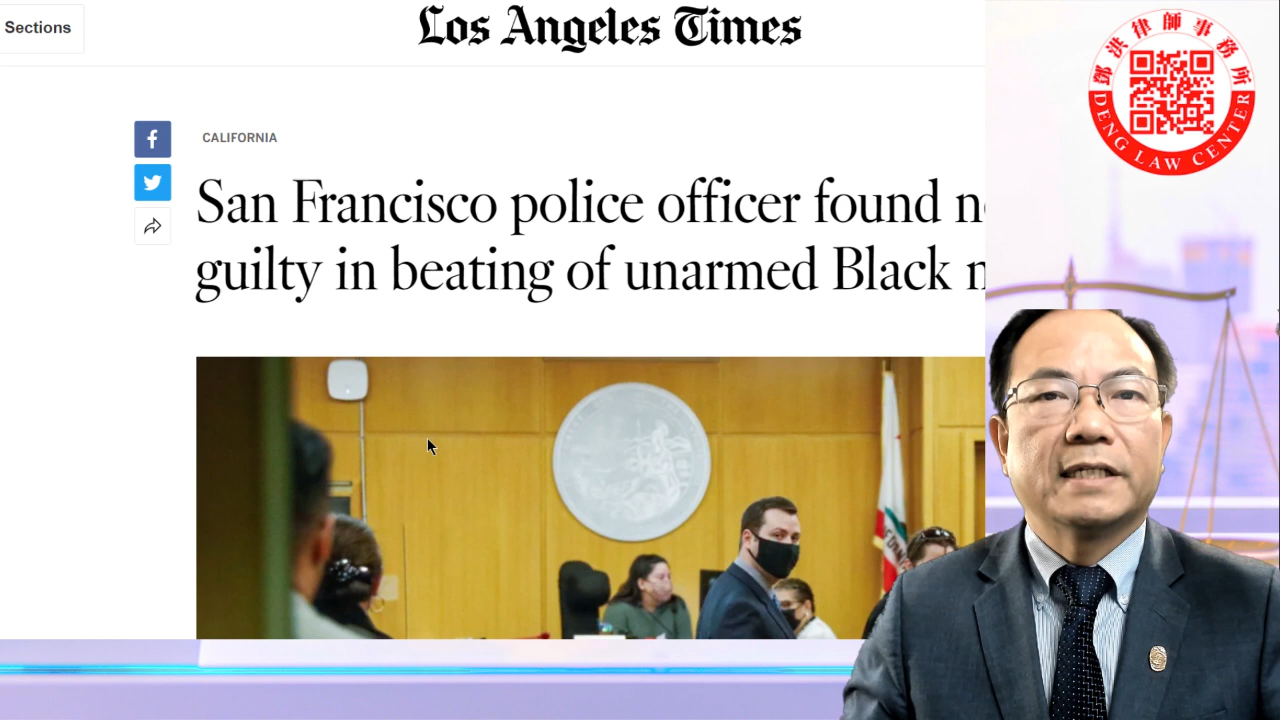 Sections
Los Angeles Times
CALIFORNIA
San Francisco police officer found
guilty in beating of unarmed Black
鄧洪律師事務所
DENG LAW CENTER